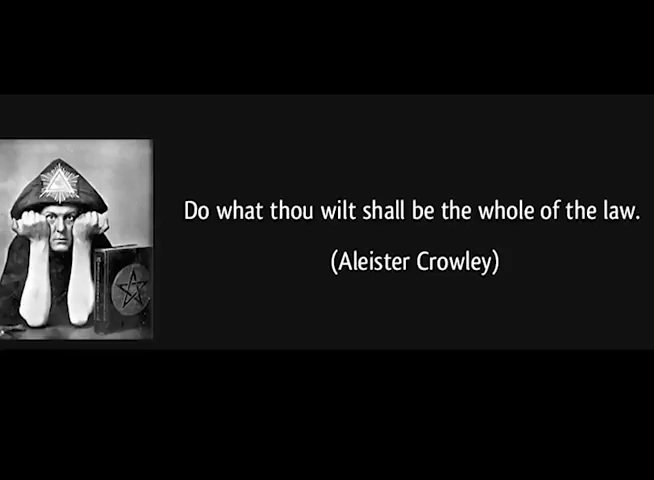 Do what thou wilt shall be the whole of the law.
(Aleister Crowley)